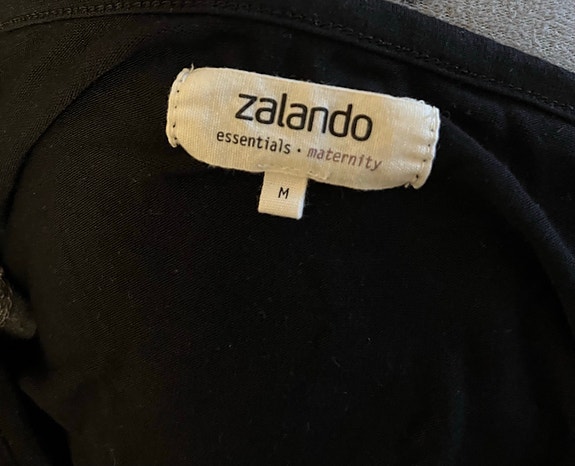 zalando
essentials • maternity
M